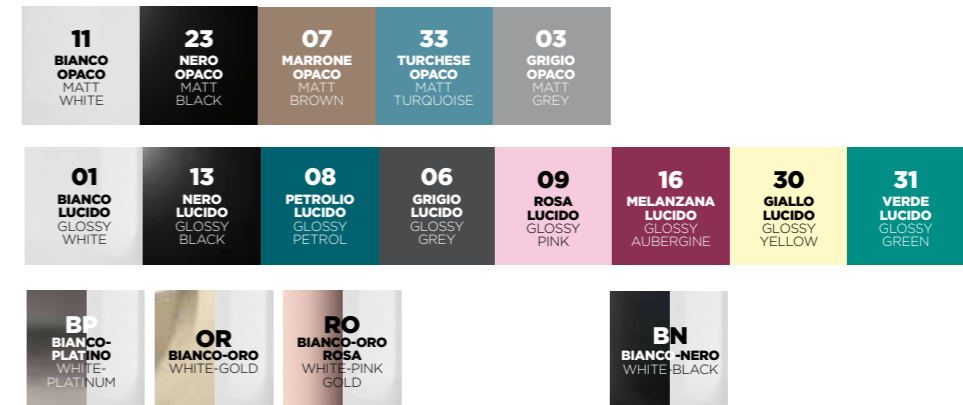 11
BIANCO
OPACO
MATT
WHITE
23
NERO
OPACO
MATT
BLACK
07
MARRONE
OPACO
MATT
BROWN
33
TURCHESE
OPACO
MATT
TURQUOISE
03
GRIGIO
OPACO
MATT
GREY
01
BIANCO
LUCIDO
GLOSSY
WHITE
13
NERO
LUCIDO
GLOSSY
BLACK
08
PETROLIO
LUCIDO
GLOSSY
PETROL
06
GRIGIO
LUCIDO
GLOSSY
GREY
09
ROSA
LUCIDO
GLOSSY
PINK
16
MELANZANA
LUCIDO
GLOSSY
AUBERGINE
30
GIALLO
LUCIDO
GLOSSY
YELLOW
31
VERDE
LUCIDO
GLOSSY
GREEN
BP
BIANCO-
PLATINO
WHITE-
PLATINUM
OR
BIANCO-ORO
WHITE-GOLD
RO
BIANCO-ORO
ROSA
WHITE-PINK
GOLD
BN
BIANCO-NERO
WHITE-BLACK